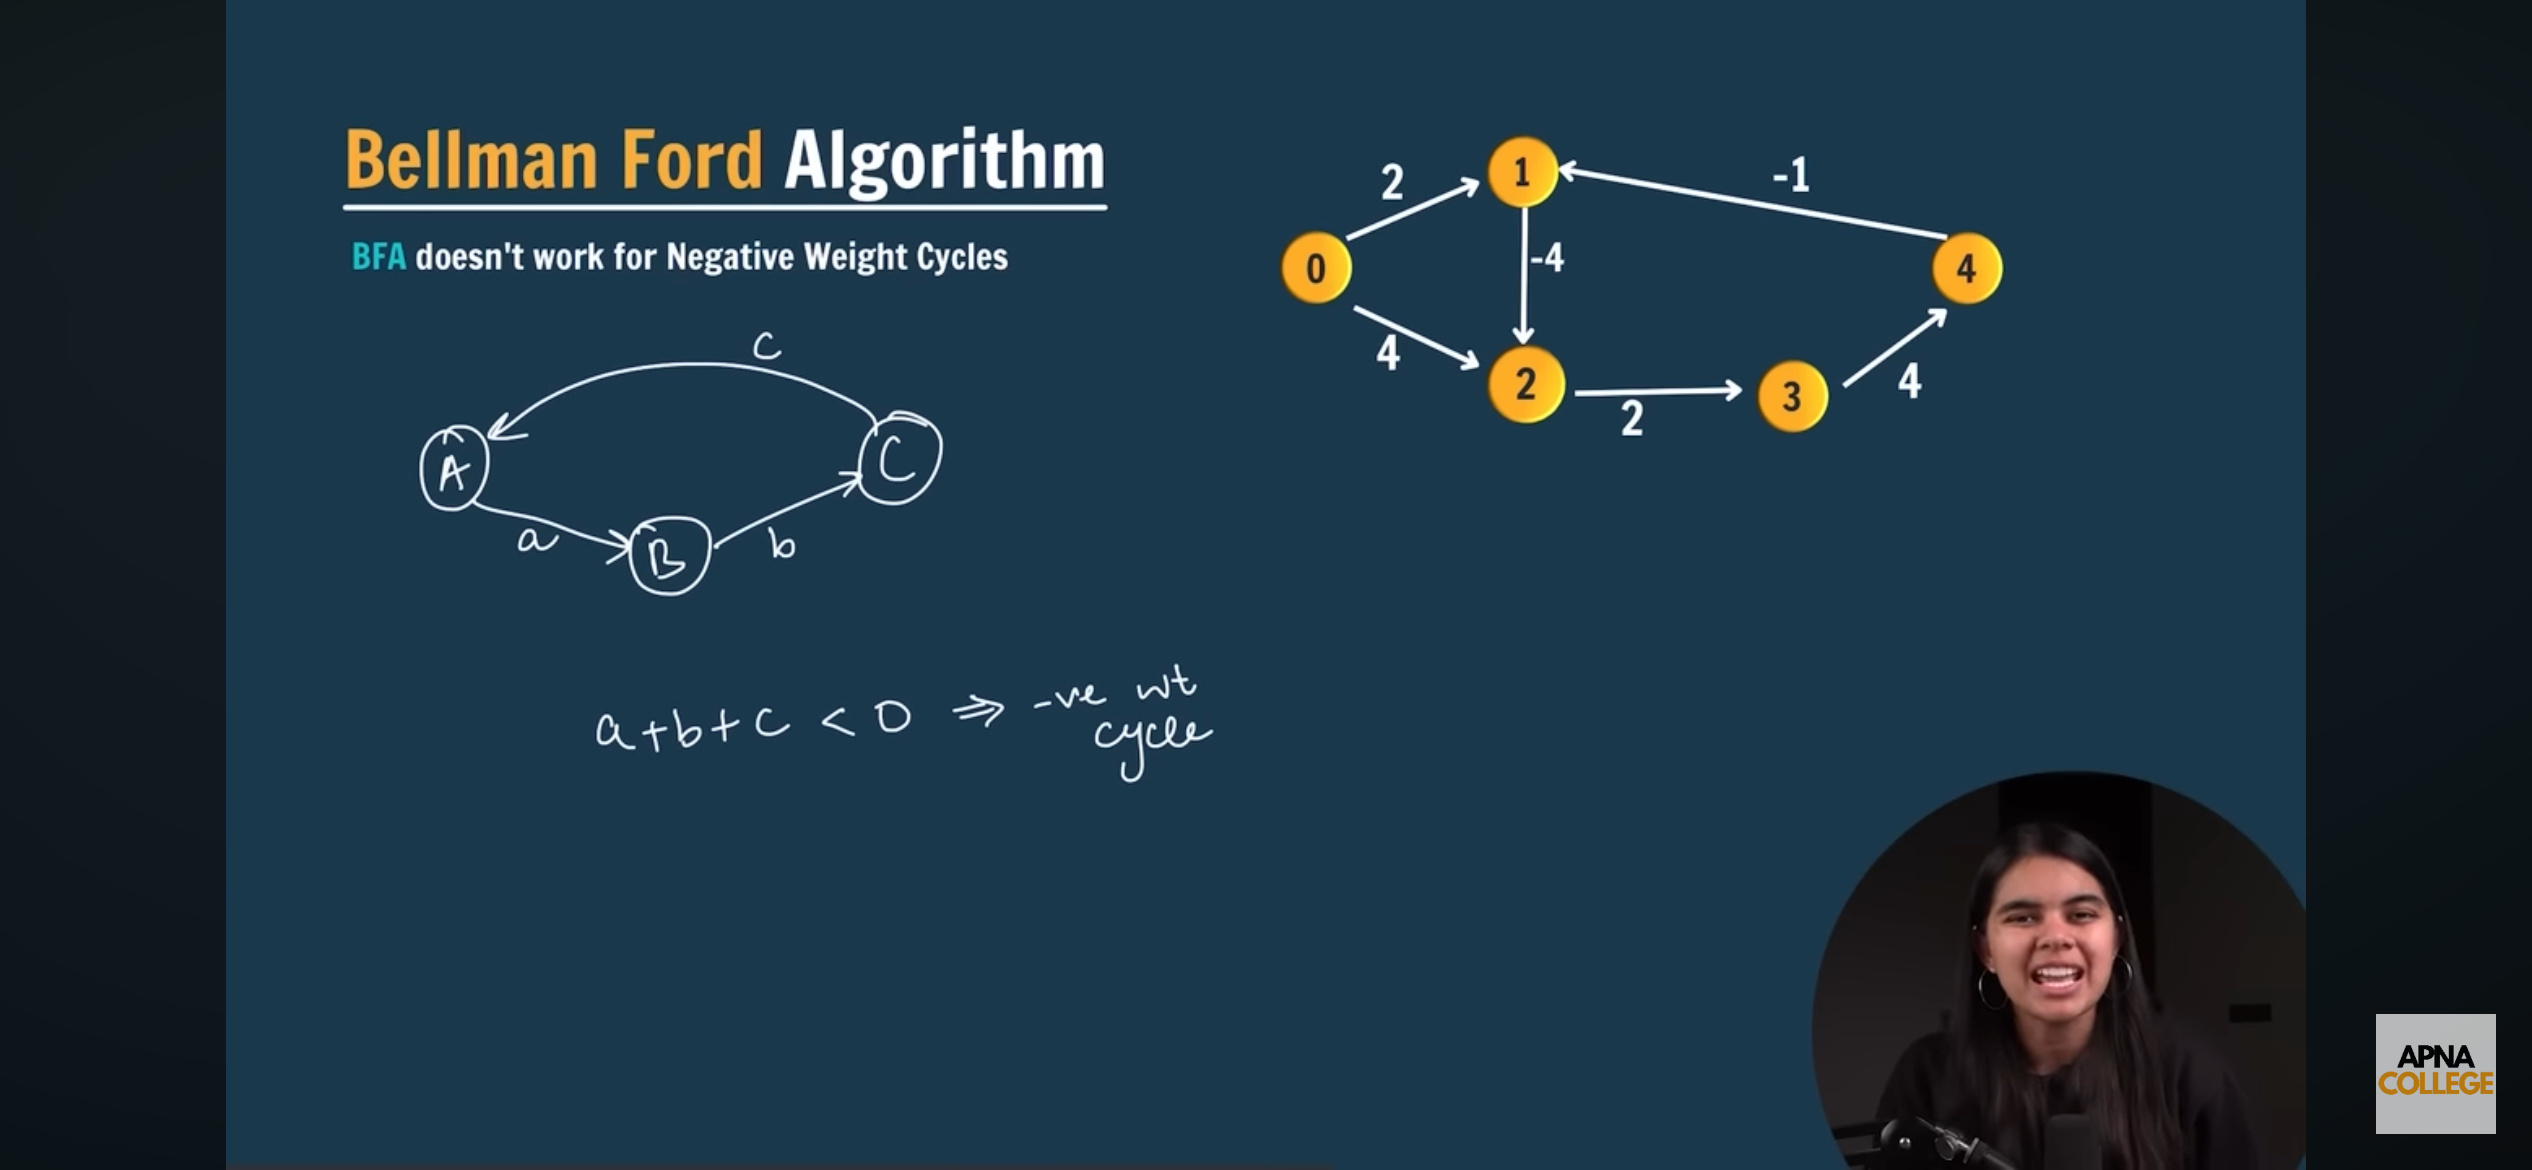 Bellman Ford Algorithm
BFA doesn't work for Negative Weight Cycles
2
1
-1
0
-4
4
4
2
2
3
4
c
A
C
a
B
b
a+b+c < 0 ⇒ -ve wt
cycle
APNA
COLLEGE